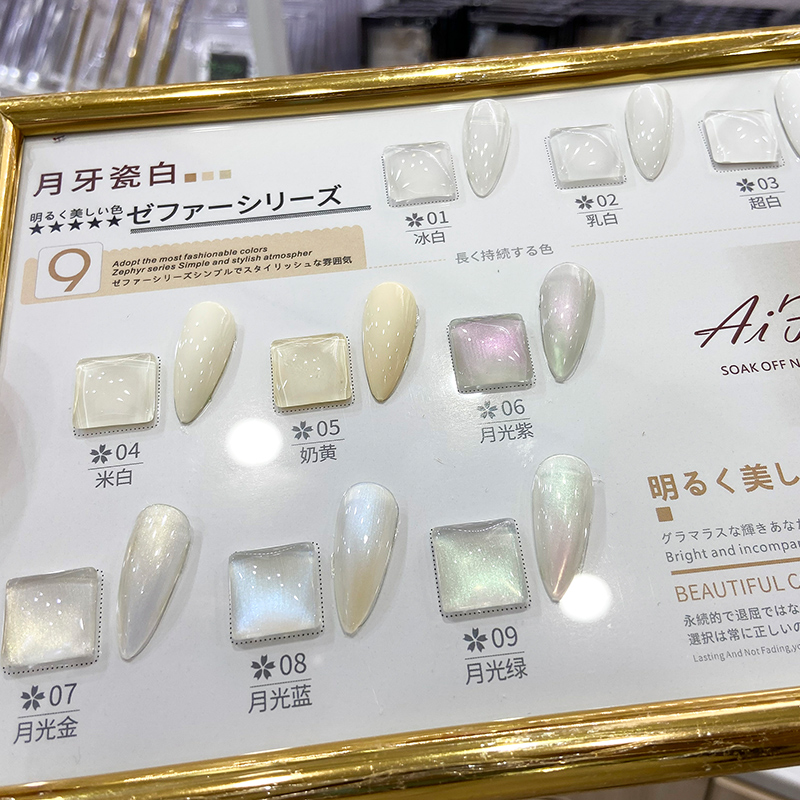 月牙瓷白
明るく美しい色
★★★★★ ゼファーシリーズ
9
Adopt the most fashionable colors
Zephyr series Simple and stylish atmospher
ゼファーシリーズシンプルでスタイリッシュな雰囲気
01
冰白
02
乳白
03
超白
長く持続する色
04
米白
05
奶黄
06
月光紫
07
月光金
08
月光蓝
09
月光绿
Ai
SOAK OFF N
明るく美し
グラマラスな輝きあな
Bright and incompar
BEAUTIFUL C
永続的で退屈ではな
選択は常に正しい
Lasting And Not Fading,yo